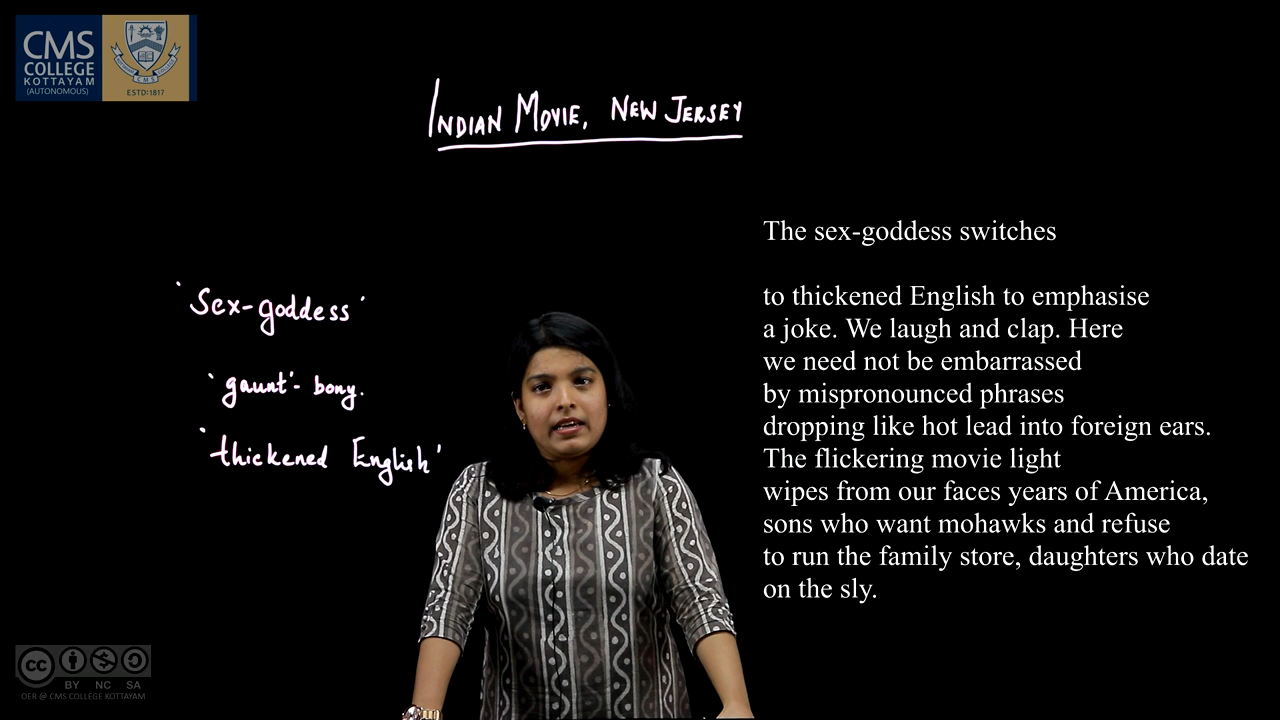 CMS
COLLEGE
KOTTAYAM
(AUTONOMOUS)
CMS
ESTD:1817
INDIAN MOVIE, NEW JERSEY
'Sex-goddess'
'gaunt'- bony.
'thickened English'
The sex-goddess switches
to thickened English to emphasise
a joke. We laugh and clap. Here
we need not be embarrassed
by mispronounced phrases
dropping like hot lead into foreign ears.
The flickering movie light
wipes from our faces years of America,
sons who want mohawks and refuse
to run the family store, daughters who date
on the sly.
cc
BY NC SA
OER @ CMS COLLEGE KOTTAYAM